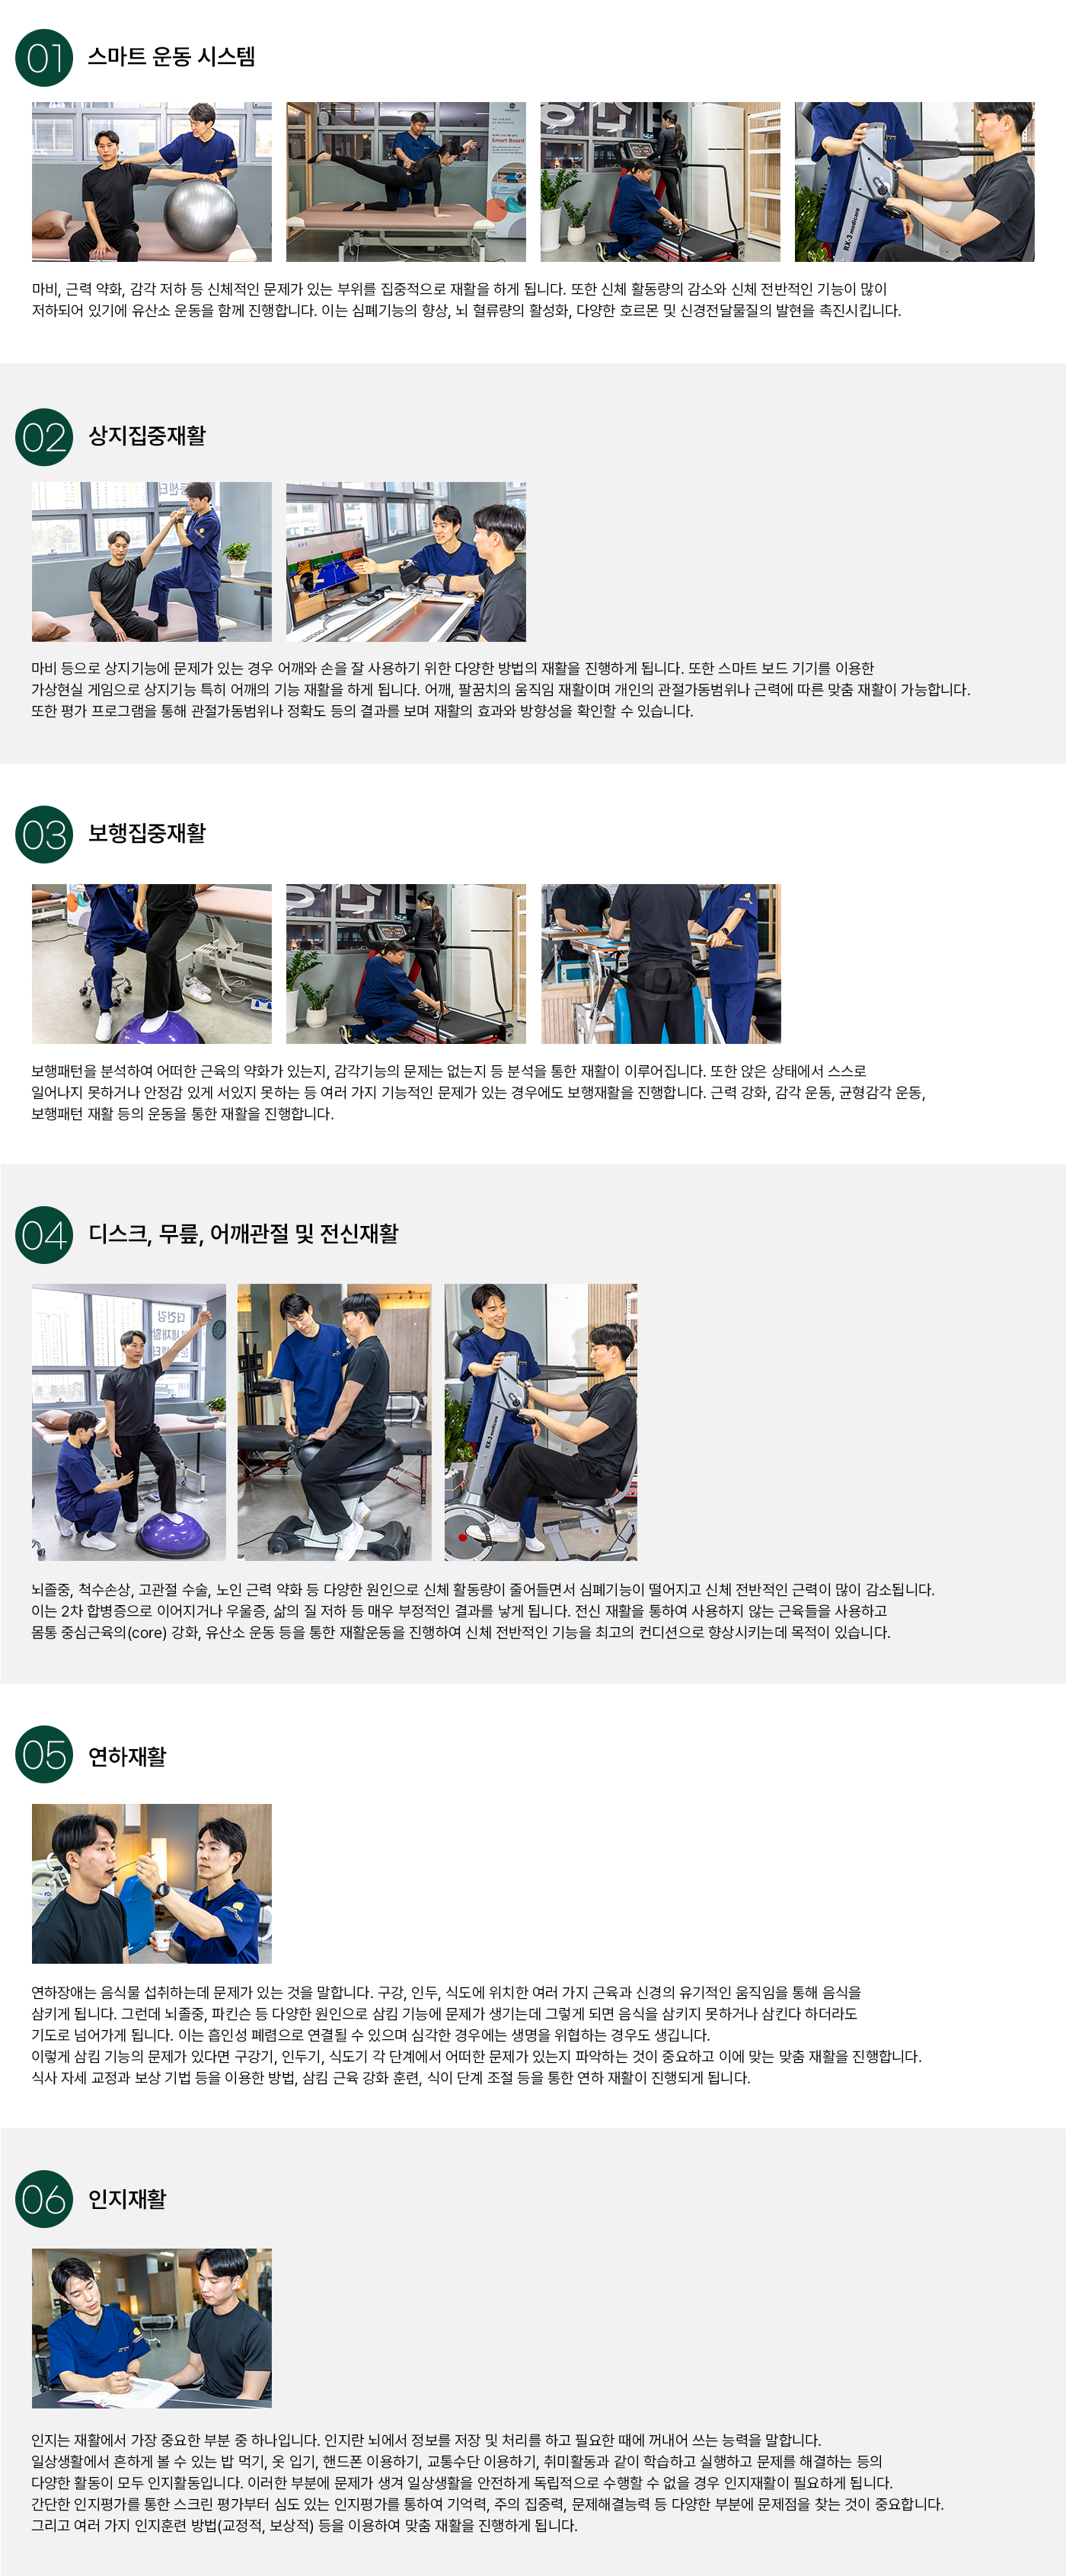 01 스마트 운동 시스템
Smart Board
RX-3 medicare
마비, 근력 약화, 감각 저하 등 신체적인 문제가 있는 부위를 집중적으로 재활을 하게 됩니다. 또한 신체 활동량의 감소와 신체 전반적인 기능이 많이
저하되어 있기에 유산소 운동을 함께 진행합니다. 이는 심폐기능의 향상, 뇌 혈류량의 활성화, 다양한 호르몬 및 신경전달물질의 발현을 촉진시킵니다.
02 상지집중재활
마비 등으로 상지기능에 문제가 있는 경우 어깨와 손을 잘 사용하기 위한 다양한 방법의 재활을 진행하게 됩니다. 또한 스마트 보드 기기를 이용한
가상현실 게임으로 상지기능 특히 어깨의 기능 재활을 하게 됩니다. 어깨, 팔꿈치의 움직임 재활이며 개인의 관절가동범위나 근력에 따른 맞춤 재활이 가능합니다.
또한 평가 프로그램을 통해 관절가동범위나 정확도 등의 결과를 보며 재활의 효과와 방향성을 확인할 수 있습니다.
03 보행집중재활
보행패턴을 분석하여 어떠한 근육의 약화가 있는지, 감각기능의 문제는 없는지 등 분석을 통한 재활이 이루어집니다. 또한 앉은 상태에서 스스로
일어나지 못하거나 안정감 있게 서있지 못하는 등 여러 가지 기능적인 문제가 있는 경우에도 보행재활을 진행합니다. 근력 강화, 감각 운동, 균형감각 운동,
보행패턴 재활 등의 운동을 통한 재활을 진행합니다.
04 디스크, 무릎, 어깨관절 및 전신재활
RX-3 medicare
뇌졸중, 척수손상, 고관절 수술, 노인 근력 약화 등 다양한 원인으로 신체 활동량이 줄어들면서 심폐기능이 떨어지고 신체 전반적인 근력이 많이 감소됩니다.
이는 2차 합병증으로 이어지거나 우울증, 삶의 질 저하 등 매우 부정적인 결과를 낳게 됩니다. 전신 재활을 통하여 사용하지 않는 근육들을 사용하고
몸통 중심근육의(core) 강화, 유산소 운동 등을 통한 재활운동을 진행하여 신체 전반적인 기능을 최고의 컨디션으로 향상시키는데 목적이 있습니다.
05 연하재활
연하장애는 음식물 섭취하는데 문제가 있는 것을 말합니다. 구강, 인두, 식도에 위치한 여러 가지 근육과 신경의 유기적인 움직임을 통해 음식을
삼키게 됩니다. 그런데 뇌졸중, 파킨슨 등 다양한 원인으로 삼킴 기능에 문제가 생기는데 그렇게 되면 음식을 삼키지 못하거나 삼킨다 하더라도
기도로 넘어가게 됩니다. 이는 흡인성 폐렴으로 연결될 수 있으며 심각한 경우에는 생명을 위협하는 경우도 생깁니다.
이렇게 삼킴 기능의 문제가 있다면 구강기, 인두기, 식도기 각 단계에서 어떠한 문제가 있는지 파악하는 것이 중요하고 이에 맞는 맞춤 재활을 진행합니다.
식사 자세 교정과 보상 기법 등을 이용한 방법, 삼킴 근육 강화 훈련, 식이 단계 조절 등을 통한 연하 재활이 진행되게 됩니다.
06 인지재활
인지는 재활에서 가장 중요한 부분 중 하나입니다. 인지란 뇌에서 정보를 저장 및 처리를 하고 필요한 때에 꺼내어 쓰는 능력을 말합니다.
일상생활에서 흔하게 볼 수 있는 밥 먹기, 옷 입기, 핸드폰 이용하기, 교통수단 이용하기, 취미활동과 같이 학습하고 실행하고 문제를 해결하는 등의
다양한 활동이 모두 인지활동입니다. 이러한 부분에 문제가 생겨 일상생활을 안전하게 독립적으로 수행할 수 없을 경우 인지재활이 필요하게 됩니다.
간단한 인지평가를 통한 스크린 평가부터 심도 있는 인지평가를 통하여 기억력, 주의 집중력, 문제해결능력 등 다양한 부분에 문제점을 찾는 것이 중요합니다.
그리고 여러 가지 인지훈련 방법(교정적, 보상적) 등을 이용하여 맞춤 재활을 진행하게 됩니다.